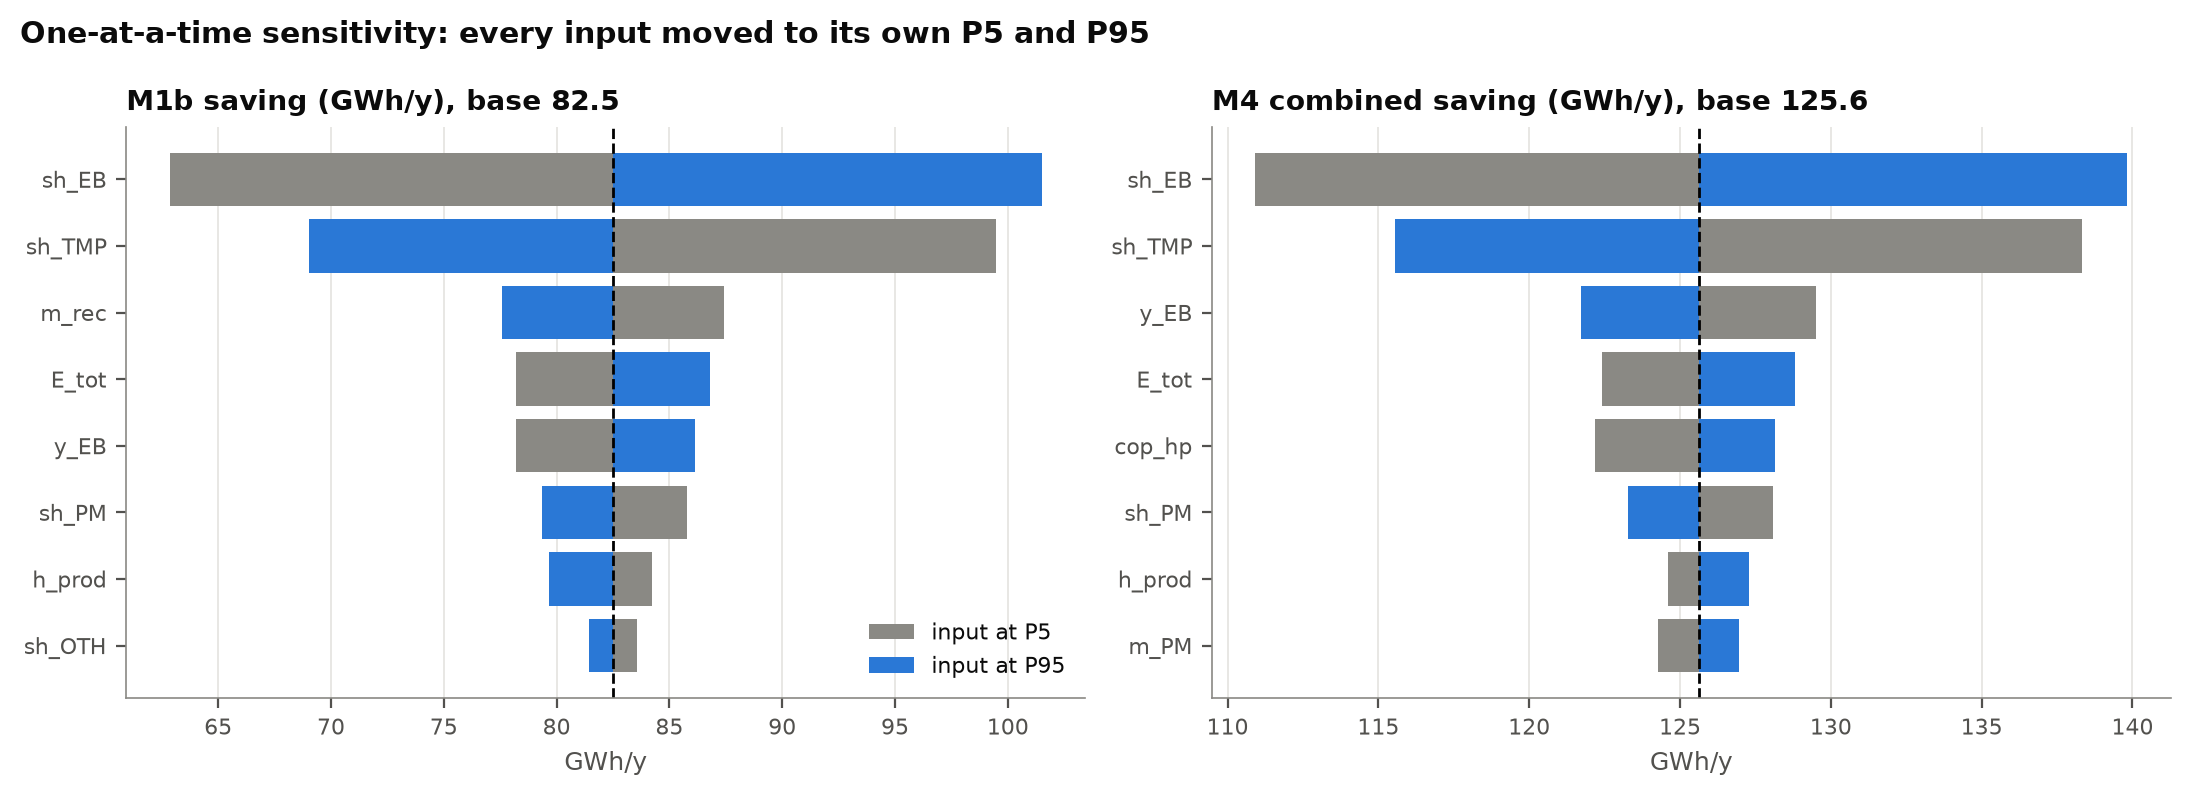 One-at-a-time sensitivity: every input moved to its own P5 and P95
M1b saving (GWh/y), base 82.5
sh_EB
sh_TMP
m_rec
E_tot
y_EB
sh_PM
h_prod
sh_OTH
input at P5
input at P95
65 70 75 80 85 90 95 100
GWh/y
M4 combined saving (GWh/y), base 125.6
sh_EB
sh_TMP
y_EB
E_tot
cop_hp
sh_PM
h_prod
m_PM
110 115 120 125 130 135 140
GWh/y